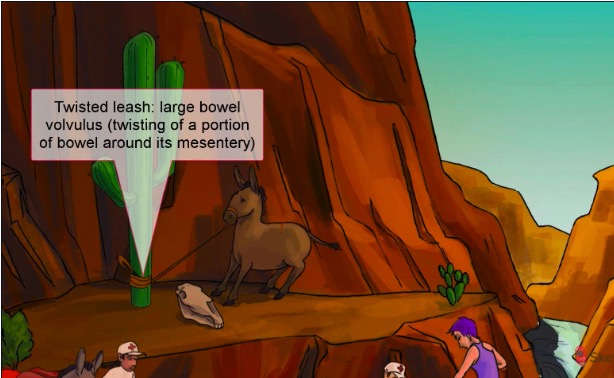 Twisted leash: large bowel
volvulus (twisting of a portion
of bowel around its mesentery)